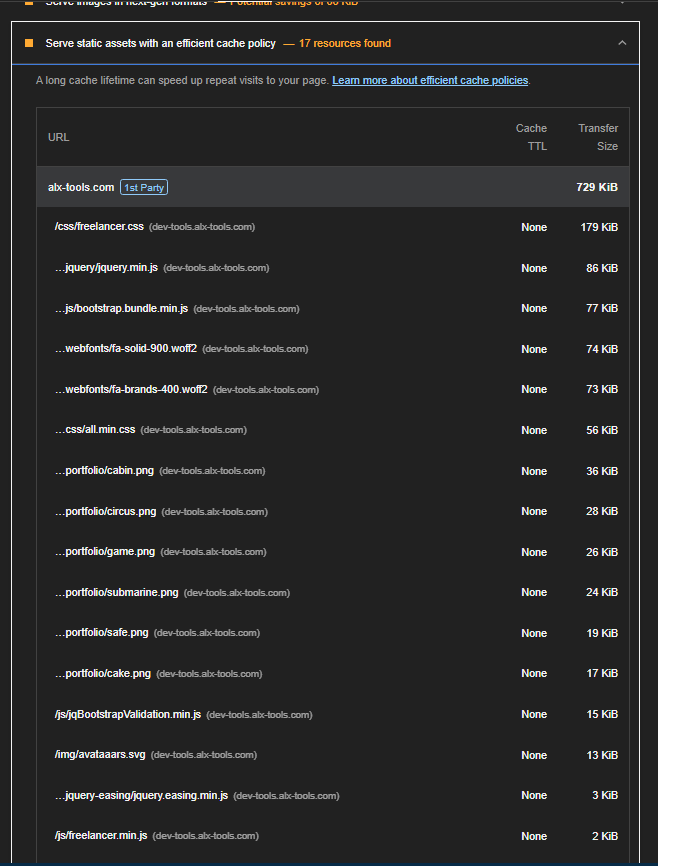 Serve images in next-gen formats — Potential savings of 60 KiB
Serve static assets with an efficient cache policy — 17 resources found
A long cache lifetime can speed up repeat visits to your page. Learn more about efficient cache policies.
URL Cache TTL Transfer Size
alx-tools.com 1st Party 729 KiB
/css/freelancer.css (dev-tools.alx-tools.com) None 179 KiB
…jquery/jquery.min.js (dev-tools.alx-tools.com) None 86 KiB
…js/bootstrap.bundle.min.js (dev-tools.alx-tools.com) None 77 KiB
…webfonts/fa-solid-900.woff2 (dev-tools.alx-tools.com) None 74 KiB
…webfonts/fa-brands-400.woff2 (dev-tools.alx-tools.com) None 73 KiB
…css/all.min.css (dev-tools.alx-tools.com) None 56 KiB
…portfolio/cabin.png (dev-tools.alx-tools.com) None 36 KiB
…portfolio/circus.png (dev-tools.alx-tools.com) None 28 KiB
…portfolio/game.png (dev-tools.alx-tools.com) None 26 KiB
…portfolio/submarine.png (dev-tools.alx-tools.com) None 24 KiB
…portfolio/safe.png (dev-tools.alx-tools.com) None 19 KiB
…portfolio/cake.png (dev-tools.alx-tools.com) None 17 KiB
/js/jqBootstrapValidation.min.js (dev-tools.alx-tools.com) None 15 KiB
/img/avataaars.svg (dev-tools.alx-tools.com) None 13 KiB
…jquery-easing/jquery.easing.min.js (dev-tools.alx-tools.com) None 3 KiB
/js/freelancer.min.js (dev-tools.alx-tools.com) None 2 KiB